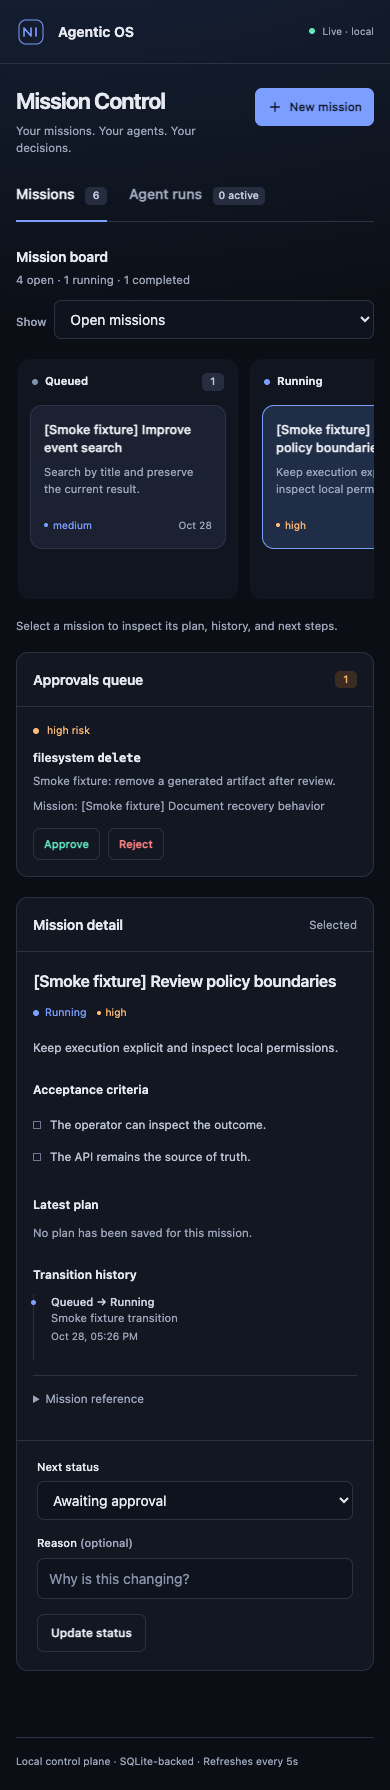 NI Agentic OS Live · local
Mission Control
New mission
Your missions. Your agents. Your
decisions.
Missions 6 Agent runs 0 active
Mission board
4 open · 1 running · 1 completed
Show Open missions
Queued 1
[Smoke fixture] Improve
event search
Search by title and preserve
the current result.
medium Oct 28
Running
[Smoke fixture]
policy boundarie
Keep execution exp
inspect local perm
high
Select a mission to inspect its plan, history, and next steps.
Approvals queue 1
high risk
filesystem delete
Smoke fixture: remove a generated artifact after review.
Mission: [Smoke fixture] Document recovery behavior
Approve Reject
Mission detail Selected
[Smoke fixture] Review policy boundaries
Running high
Keep execution explicit and inspect local permissions.
Acceptance criteria
The operator can inspect the outcome.
The API remains the source of truth.
Latest plan
No plan has been saved for this mission.
Transition history
Queued → Running
Smoke fixture transition
Oct 28, 05:26 PM
Mission reference
Next status
Awaiting approval
Reason (optional)
Why is this changing?
Update status
Local control plane · SQLite-backed · Refreshes every 5s